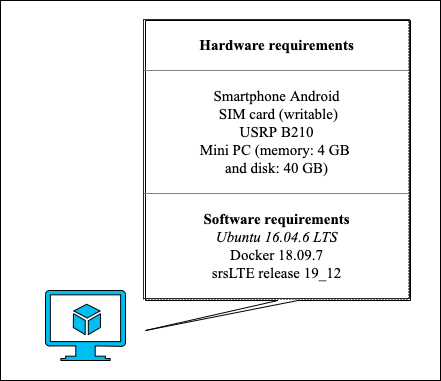 Hardware requirements
Smartphone Android
SIM card (writable)
USRP B210
Mini PC (memory: 4 GB
and disk: 40 GB)
Software requirements
Ubuntu 16.04.6 LTS
Docker 18.09.7
srsLTE release 19_12